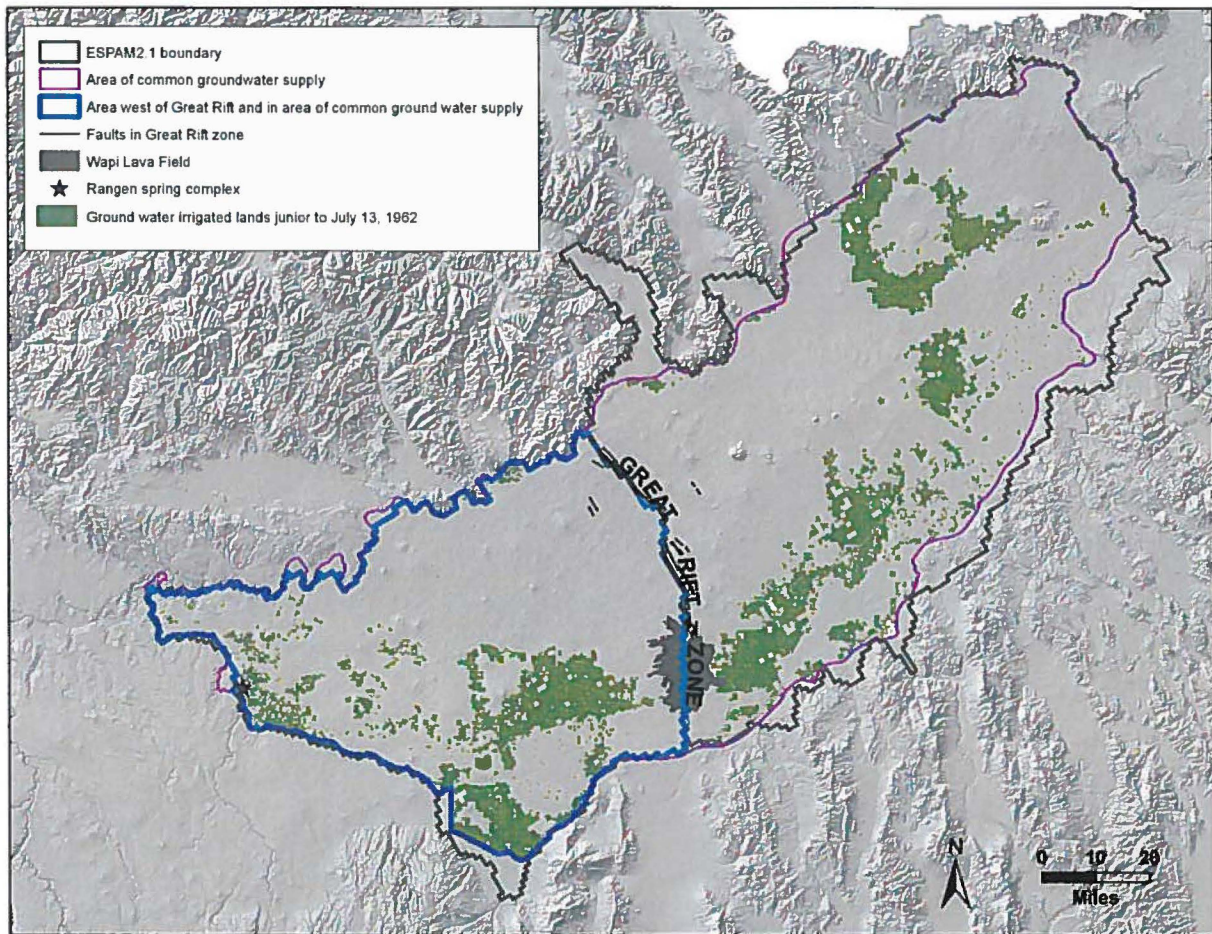 ESPAM2.1 boundary
Area of common groundwater supply
Area west of Great Rift and in area of common ground water supply
Faults in Great Rift zone
Wapi Lava Field
Rangen spring complex
Ground water irrigated lands junior to July 13, 1962
GREAT
RIFT
ZONE
N
0 10 20
Miles